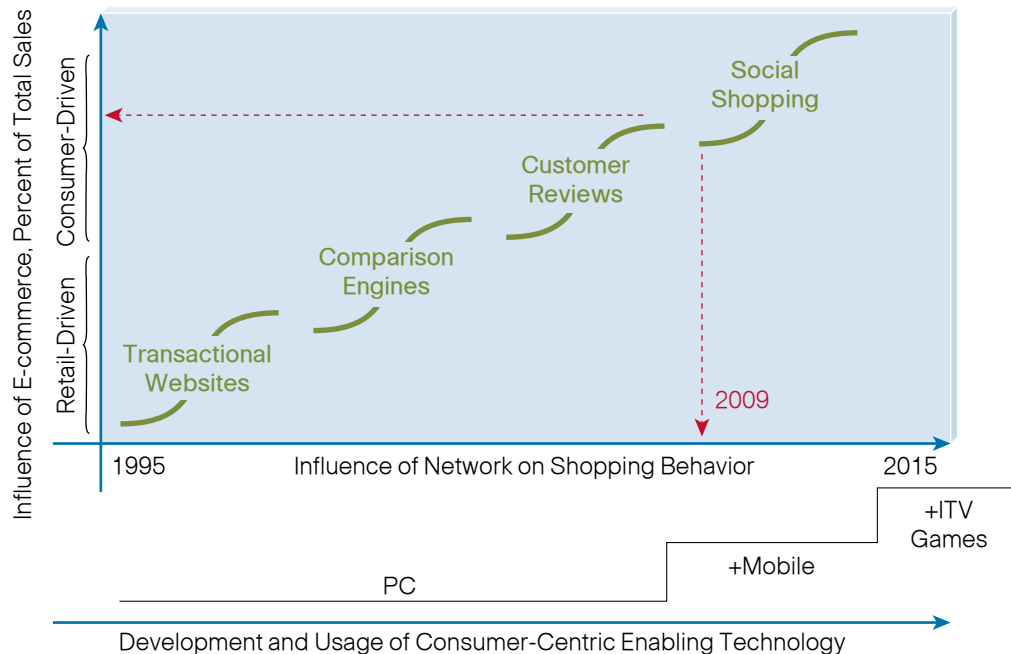 Influence of E-commerce, Percent of Total Sales
Consumer-Driven
Retail-Driven
Social
Shopping
Customer
Reviews
Comparison
Engines
Transactional
Websites
2009
1995
Influence of Network on Shopping Behavior
2015
+ITV
Games
+Mobile
PC
Development and Usage of Consumer-Centric Enabling Technology